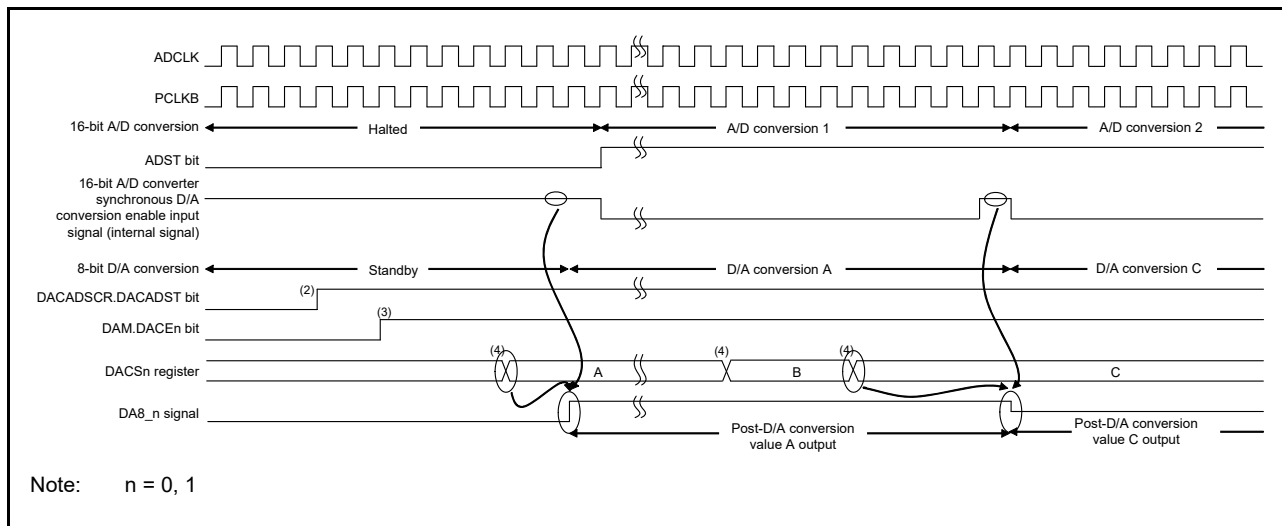 ADCLK
PCLKB
16-bit A/D conversion
Halted
A/D conversion 1
A/D conversion 2
ADST bit
16-bit A/D converter
synchronous D/A
conversion enable input
signal (internal signal)
8-bit D/A conversion
Standby
D/A conversion A
D/A conversion C
DACADSCR.DACADST bit
(2)
DAM.DACEn bit
(3)
DACSn register
(4)
A
(4)
B
(4)
C
DA8_n signal
Post-D/A conversion
value A output
Post-D/A conversion
value C output
Note: n = 0, 1